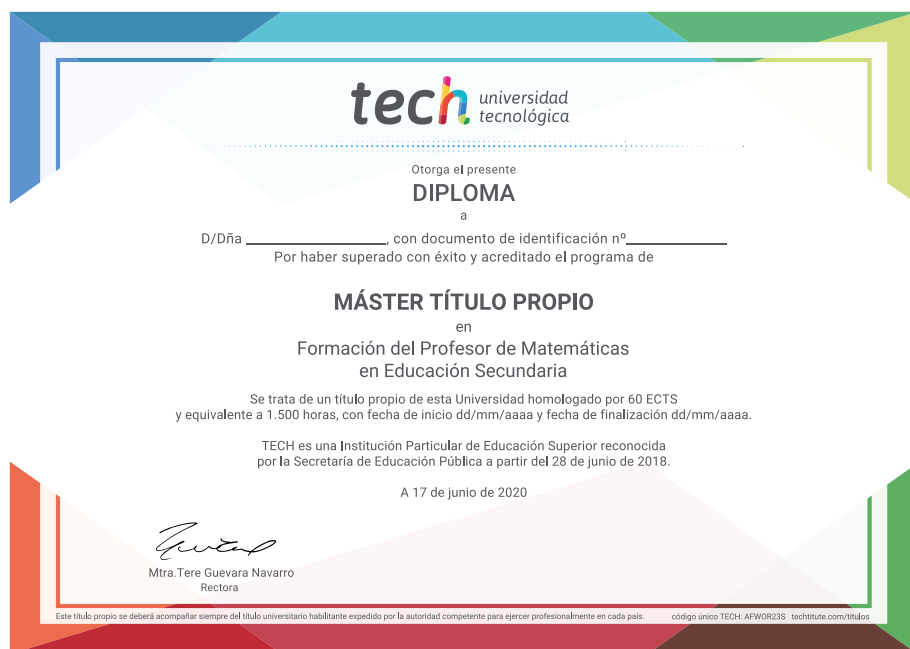 tech universidad
tecnológica
Otorga el presente
DIPLOMA
a
D/Dña ____________, con documento de identificación nº____________
Por haber superado con éxito y acreditado el programa de
MÁSTER TÍTULO PROPIO
en
Formación del Profesor de Matemáticas
en Educación Secundaria
Se trata de un título propio de esta Universidad homologado por 60 ECTS
y equivalente a 1.500 horas, con fecha de inicio dd/mm/aaaa y fecha de finalización dd/mm/aaaa.
TECH es una Institución Particular de Educación Superior reconocida
por la Secretaría de Educación Pública a partir del 28 de junio de 2018.
A 17 de junio de 2020
Mtra.Tere Guevara Navarro
Rectora
Este título propio se deberá acompañar siempre del título universitario habilitante expedido por la autoridad competente para ejercer profesionalmente en cada país. código único TECH: AFWOR23S techtitute.com/titulos